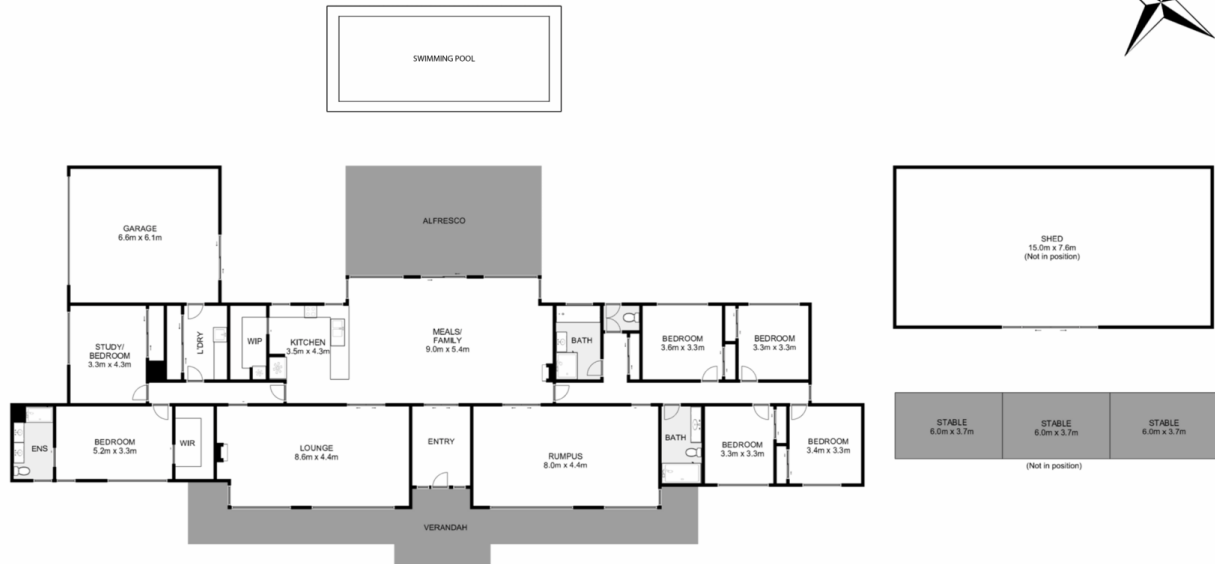 SWIMMING POOL
GARAGE
6.6m x 6.1m
ALFRESCO
SHED
15.0m x 7.6m
(Not in position)
STUDY/
BEDROOM
3.3m x 4.3m
L'DRY
WIP
KITCHEN
3.5m x 4.3m
MEALS/
FAMILY
9.0m x 5.4m
BATH
BEDROOM
3.6m x 3.3m
BEDROOM
3.3m x 3.3m
ENS
BEDROOM
5.2m x 3.3m
WIR
LOUNGE
8.6m x 4.4m
ENTRY
RUMPUS
8.0m x 4.4m
BATH
BEDROOM
3.3m x 3.3m
BEDROOM
3.4m x 3.3m
STABLE
6.0m x 3.7m
STABLE
6.0m x 3.7m
STABLE
6.0m x 3.7m
(Not in position)
VERANDAH